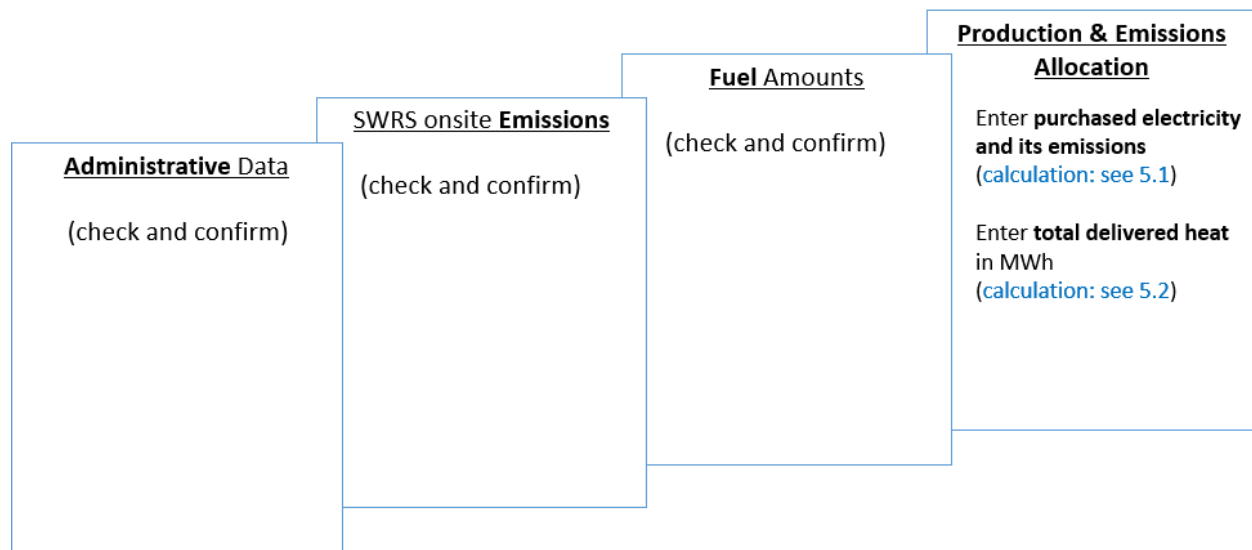 Administrative Data
(check and confirm)
SWRS onsite Emissions
(check and confirm)
Fuel Amounts
(check and confirm)
Production & Emissions
Allocation
Enter purchased electricity
and its emissions
(calculation: see 5.1)
Enter total delivered heat
in MWh
(calculation: see 5.2)